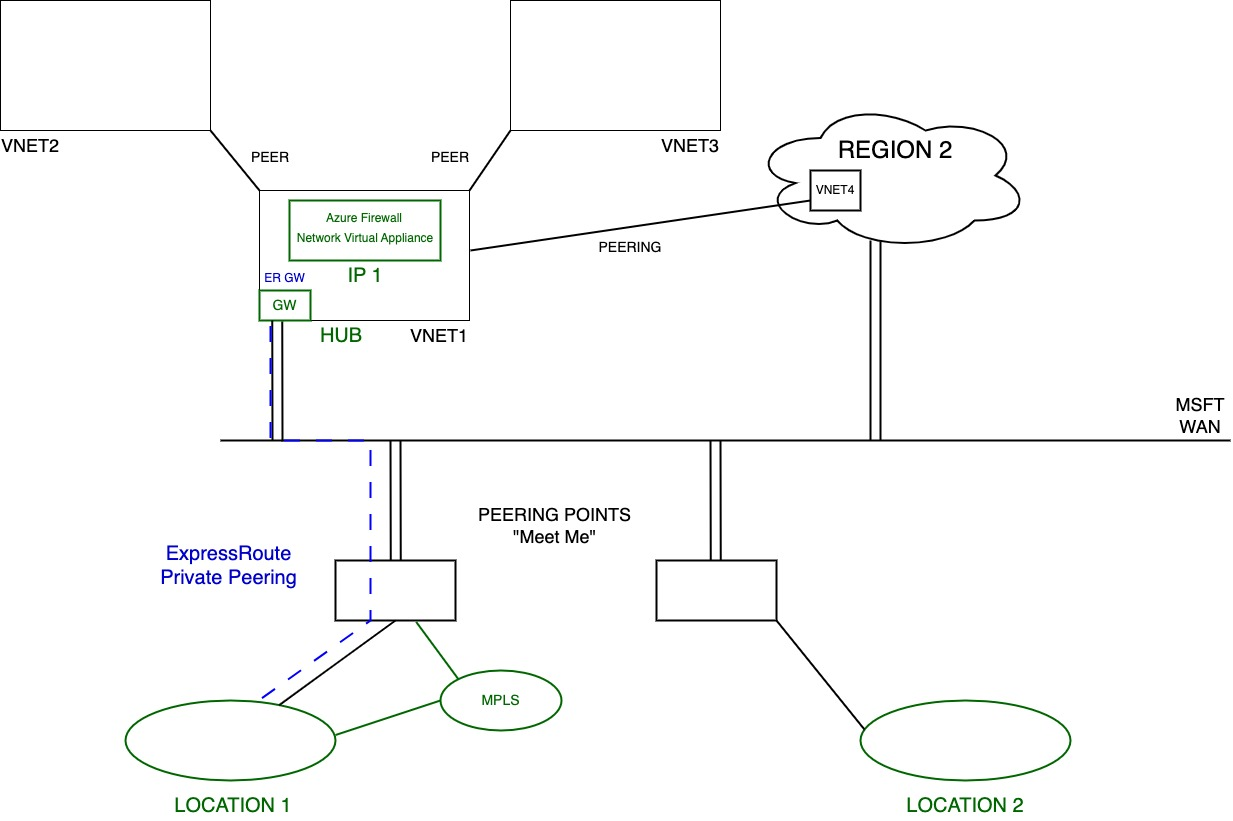 VNET2
PEER
PEER
VNET3
REGION 2
VNET4
Azure Firewall
Network Virtual Appliance
IP 1
ER GW
GW
HUB
VNET1
PEERING
MSFT
WAN
PEERING POINTS
"Meet Me"
ExpressRoute
Private Peering
MPLS
LOCATION 1
LOCATION 2